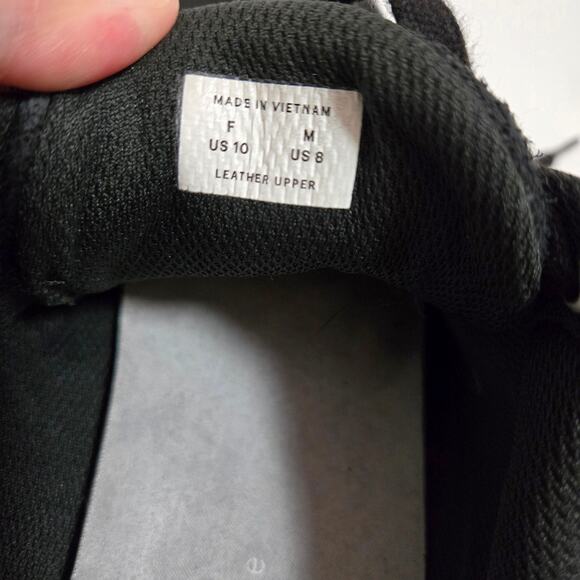 MADE IN VIETNAM
F M
US 10 US 8
LEATHER UPPER
e